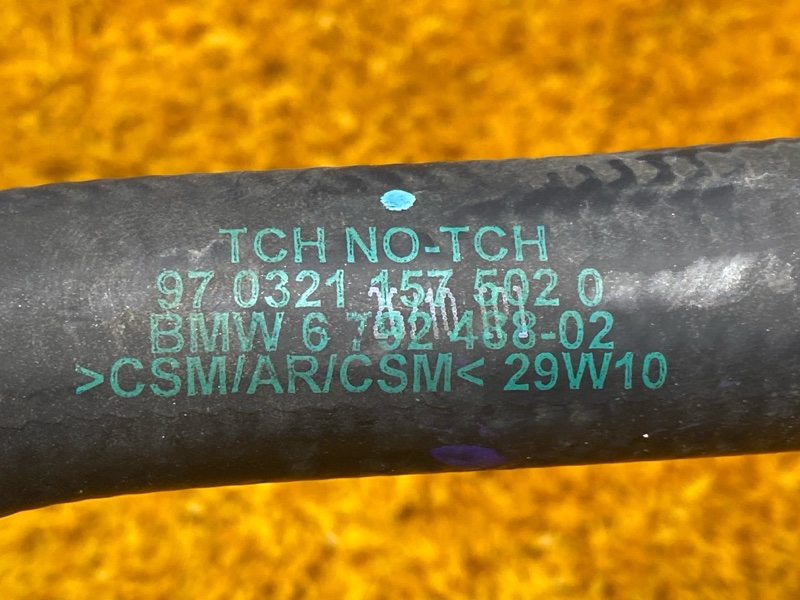 TCH NO-TCH
97 0321 157 502 0
BMW 6 792 488-02
>CSM/AR/CSM< 29W10